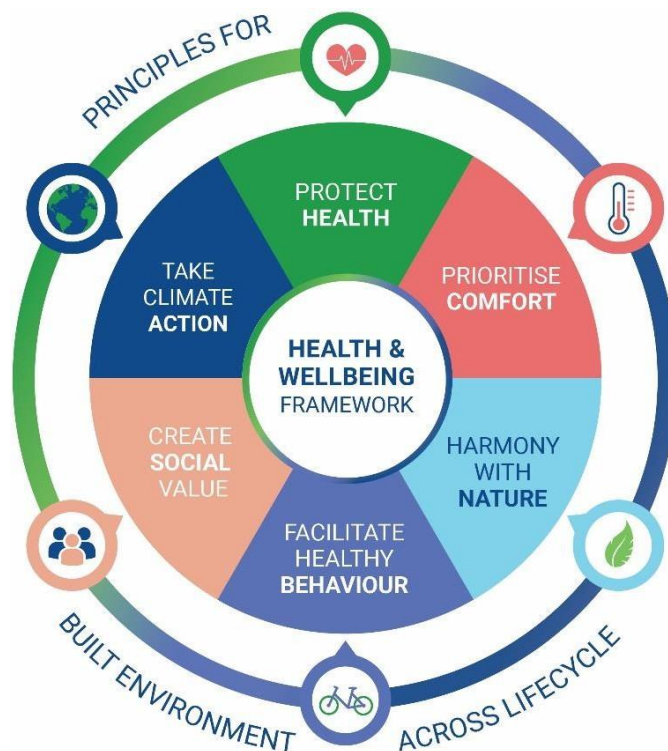 PRINCIPLES FOR
PROTECT
HEALTH
PRIORITISE
COMFORT
HARMONY
WITH
NATURE
FACILITATE
HEALTHY
BEHAVIOUR
CREATE
SOCIAL
VALUE
TAKE
CLIMATE
ACTION
HEALTH &
WELLBEING
FRAMEWORK
BUILT ENVIRONMENT
ACROSS LIFECYCLE